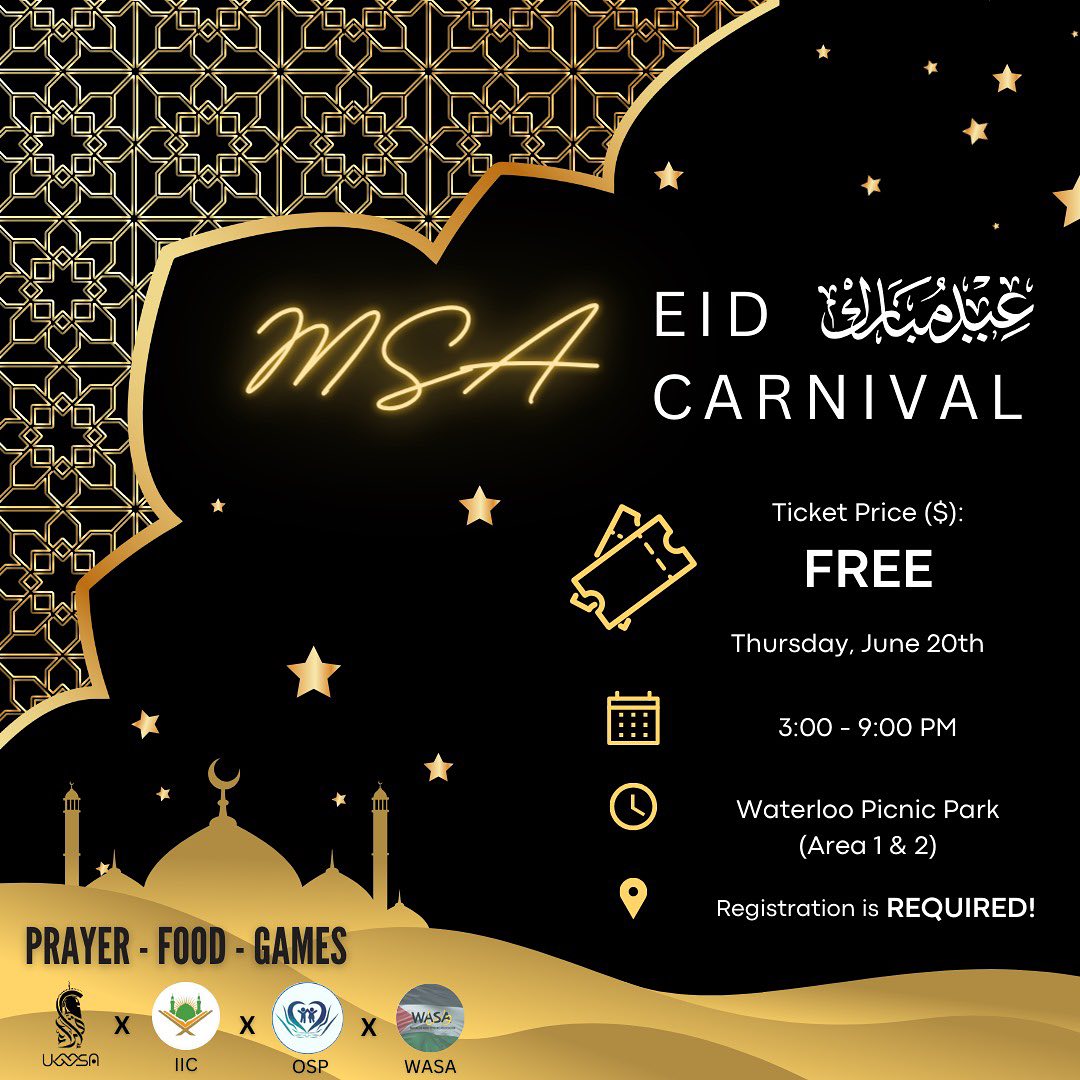 MSA
EID عيد مبارك
CARNIVAL
Ticket Price ($):
FREE
Thursday, June 20th
3:00 - 9:00 PM
Waterloo Picnic Park
(Area 1 & 2)
Registration is REQUIRED!
PRAYER - FOOD - GAMES
X X X
WASA
IIC OSP WASA